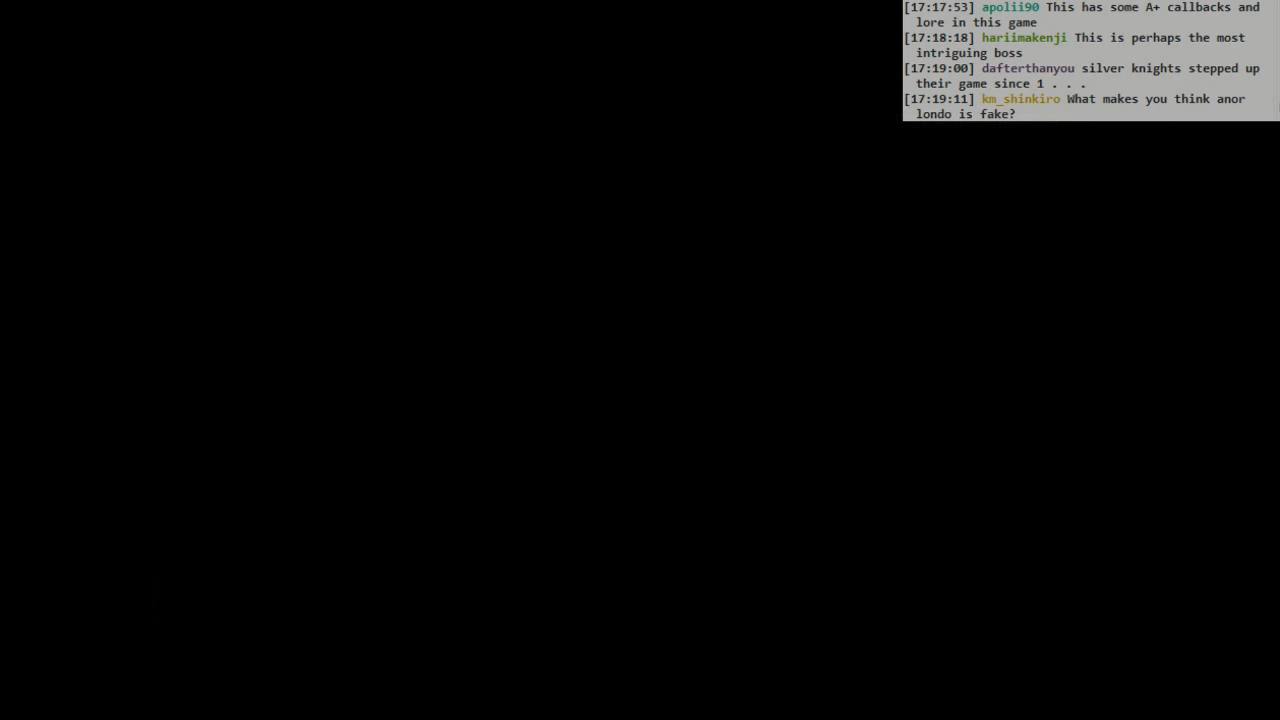 [17:17:53] apolii90 This has some A+ callbacks and
lore in this game
[17:18:18] hariimakenji This is perhaps the most
intriguing boss
[17:19:00] dafterthanyou silver knights stepped up
their game since 1 . . .
[17:19:11] km_shinkiro What makes you think anor
londo is fake?